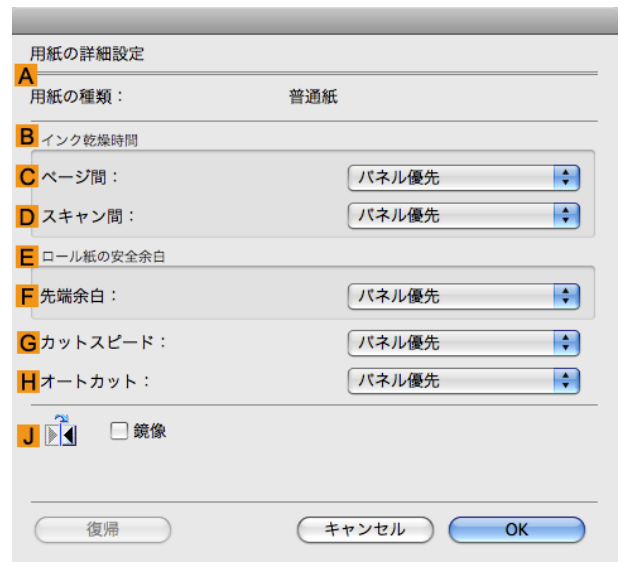 用紙の詳細設定
A
用紙の種類： 普通紙
B インク乾燥時間
C ページ間： パネル優先
D スキャン間： パネル優先
E ロール紙の安全余白
F 先端余白： パネル優先
G カットスピード： パネル優先
H オートカット： パネル優先
J 鏡像
復帰 キャンセル OK